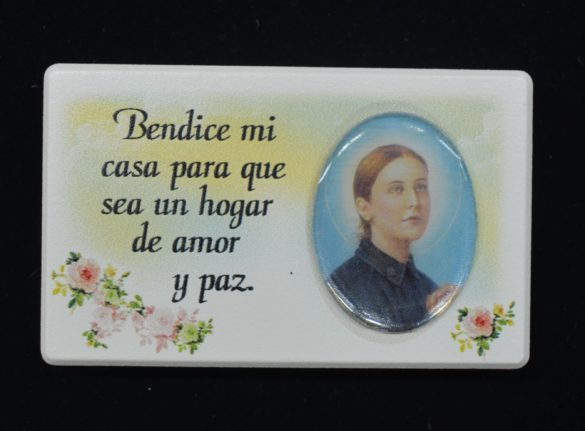 Bendice mi
casa para que
sea un hogar
de amor
y paz.